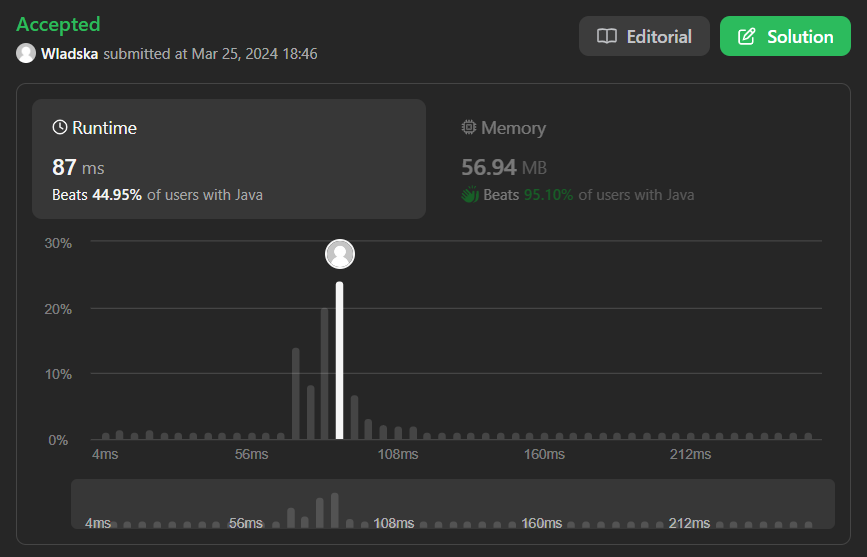 Accepted
Wladska submitted at Mar 25, 2024 18:46
Editorial
Solution
Runtime
87 ms
Beats 44.95% of users with Java
Memory
56.94 MB
Beats 95.10% of users with Java
30%
20%
10%
0%
4ms 56ms 108ms 160ms 212ms
4ms 56ms 108ms 160ms 212ms